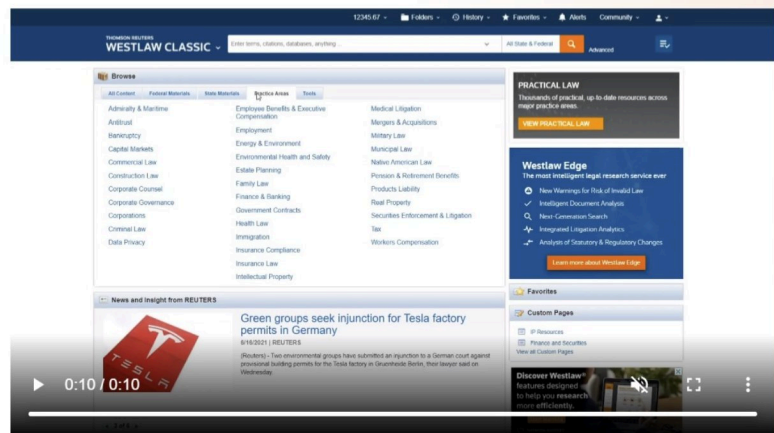 12345.67 Folders History Favorites Alerts Community
THOMSON REUTERS
WESTLAW CLASSIC
Enter terms, citations, databases, anything ...
All State & Federal
Advanced
Browse
All Content Federal Materials State Materials Practice Areas Tools
Admiralty & Maritime
Antitrust
Bankruptcy
Capital Markets
Commercial Law
Construction Law
Corporate Counsel
Corporate Governance
Corporations
Criminal Law
Data Privacy
Employee Benefits & Executive
Compensation
Employment
Energy & Environment
Environmental Health and Safety
Estate Planning
Family Law
Finance & Banking
Government Contracts
Health Law
Immigration
Insurance Compliance
Insurance Law
Intellectual Property
Medical Litigation
Mergers & Acquisitions
Military Law
Municipal Law
Native American Law
Pension & Retirement Benefits
Products Liability
Real Property
Securities Enforcement & Litigation
Tax
Workers Compensation
PRACTICAL LAW
Thousands of practical, up-to-date resources across
major practice areas.
VIEW PRACTICAL LAW
Westlaw Edge
The most intelligent legal research service ever
New Warnings for Risk of Invalid Law
Intelligent Document Analysis
Next-Generation Search
Integrated Litigation Analytics
Analysis of Statutory & Regulatory Changes
Learn more about Westlaw Edge
Favorites
Custom Pages
IP Resources
Finance and Securities
View all Custom Pages
Discover Westlaw
features designed
to help you research
more efficiently.
News and Insight from REUTERS
TESLA
Green groups seek injunction for Tesla factory
permits in Germany
6/16/2021 | REUTERS
(Reuters) - Two environmental groups have submitted an injunction to a German court against
provisional building permits for the Tesla factory in Gruenheide Berlin, their lawyer said on
Wednesday.
0:10 / 0:10